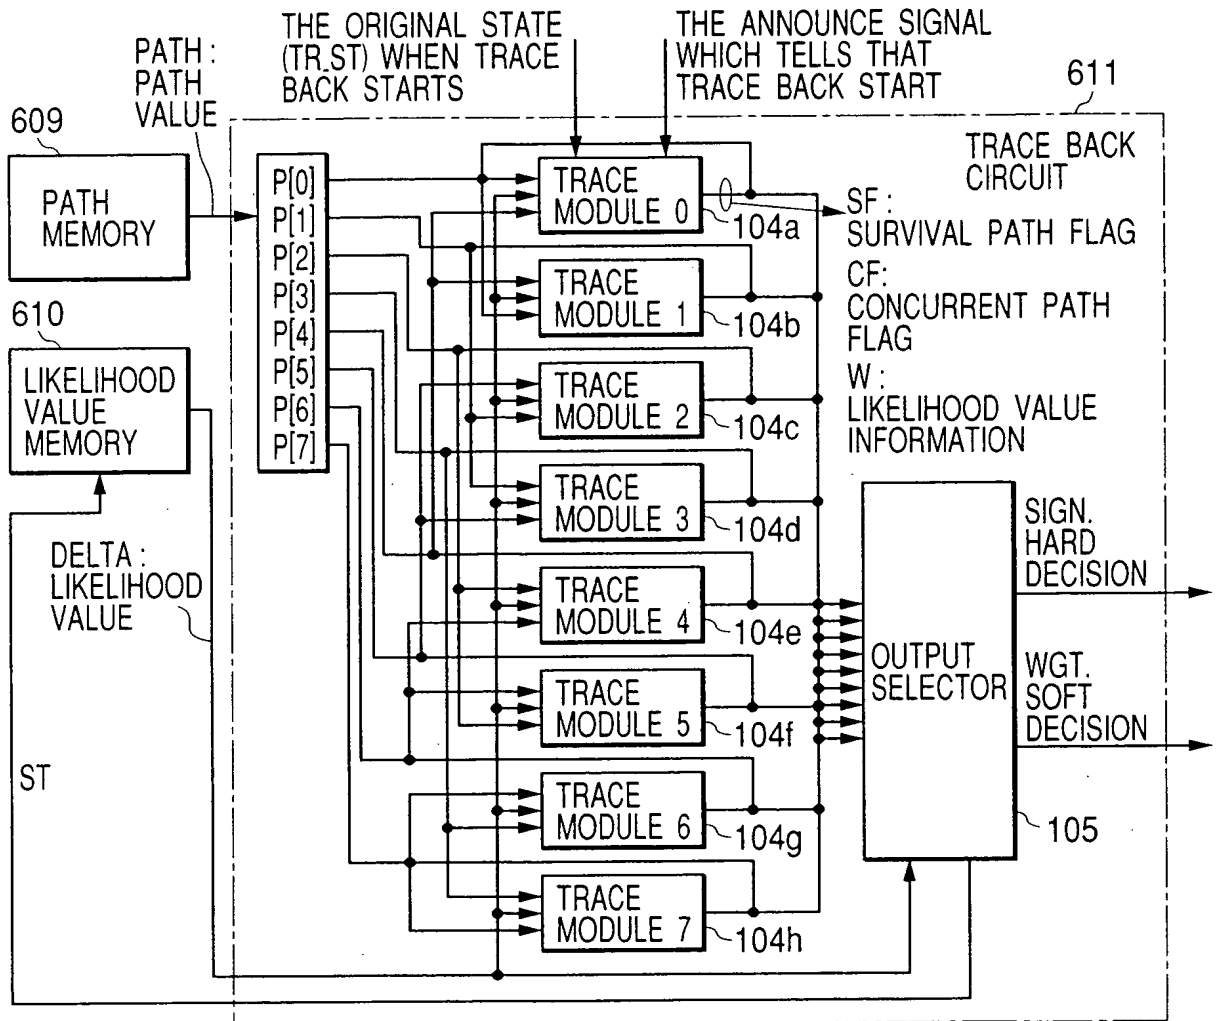 THE ORIGINAL STATE
(TR_ST) WHEN TRACE
BACK STARTS
THE ANNOUNCE SIGNAL
WHICH TELLS THAT
TRACE BACK START
PATH :
PATH
VALUE
611
609
PATH
MEMORY
TRACE BACK
CIRCUIT
P[0]
P[1]
P[2]
P[3]
P[4]
P[5]
P[6]
P[7]
TRACE
MODULE 0
104a
SF :
SURVIVAL PATH FLAG
CF:
CONCURRENT PATH
FLAG
W :
LIKELIHOOD VALUE
INFORMATION
TRACE
MODULE 1
104b
610
LIKELIHOOD
VALUE
MEMORY
TRACE
MODULE 2
104c
TRACE
MODULE 3
104d
DELTA :
LIKELIHOOD
VALUE
TRACE
MODULE 4
104e
TRACE
MODULE 5
104f
TRACE
MODULE 6
104g
TRACE
MODULE 7
104h
OUTPUT
SELECTOR
SIGN.
HARD
DECISION
WGT.
SOFT
DECISION
105
ST